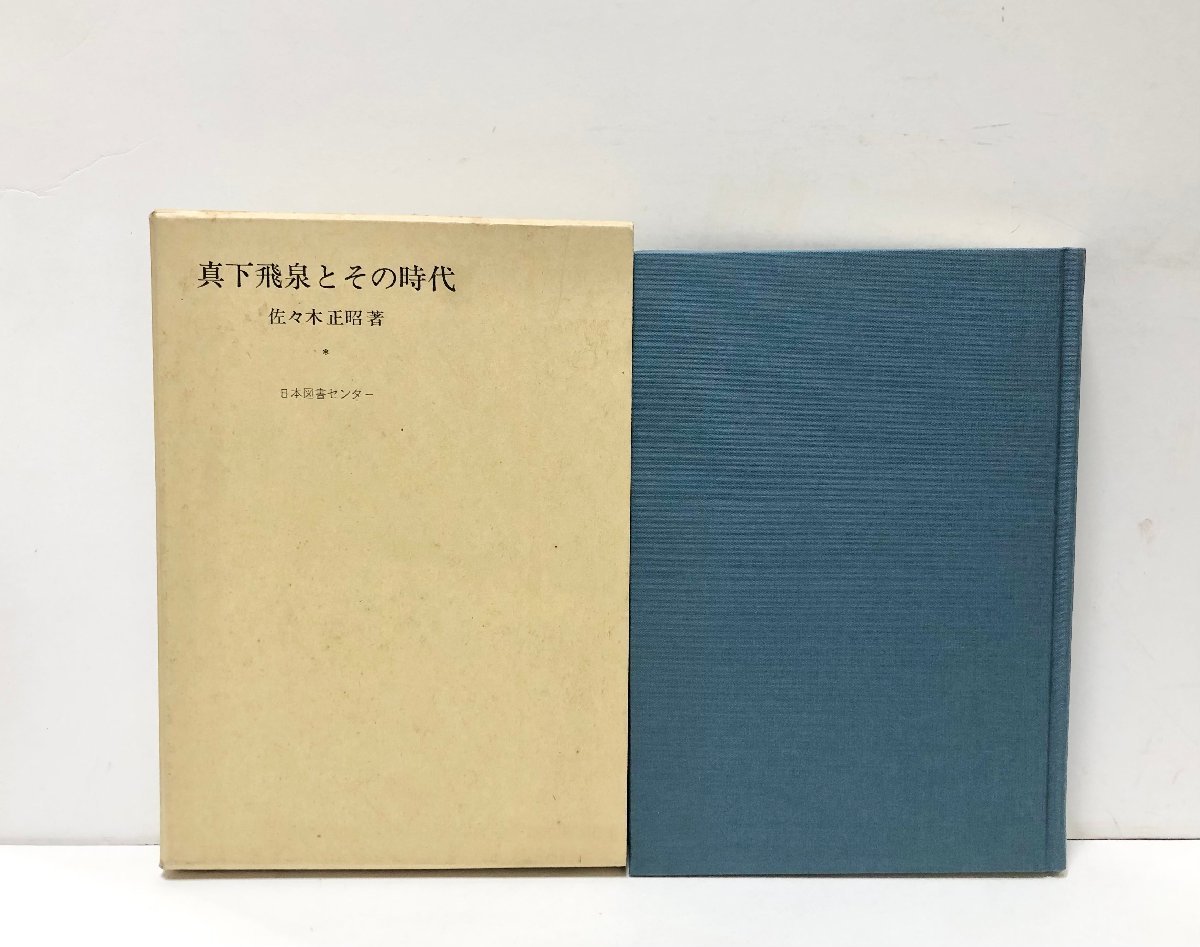 真下飛泉とその時代
佐々木正昭著
*
日本図書センター